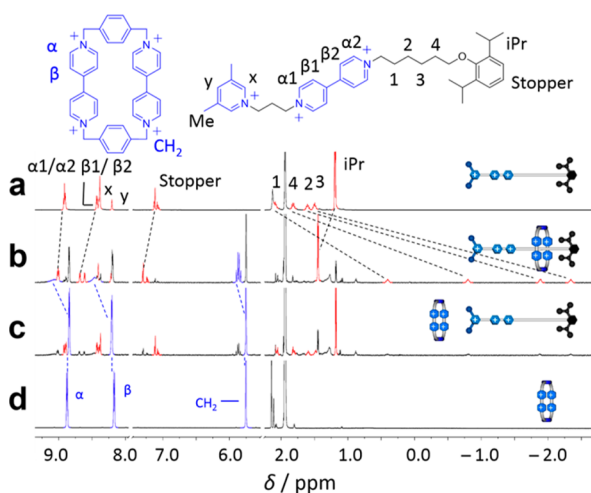 α
β
N
+
N
+
N
+
N
+
CH₂
y
x
Me
N
+
α1
β1
β2
α2
N
+
N
+
1
2
3
4
O
iPr
Stopper
α1/α2
β1/ β2
x
y
Stopper
1
4
2
3
iPr
a
b
c
d
α
β
CH₂
9.0
8.0
7.0
6.0
2.0
1.0
0.0
- 1.0
- 2.0
δ / ppm